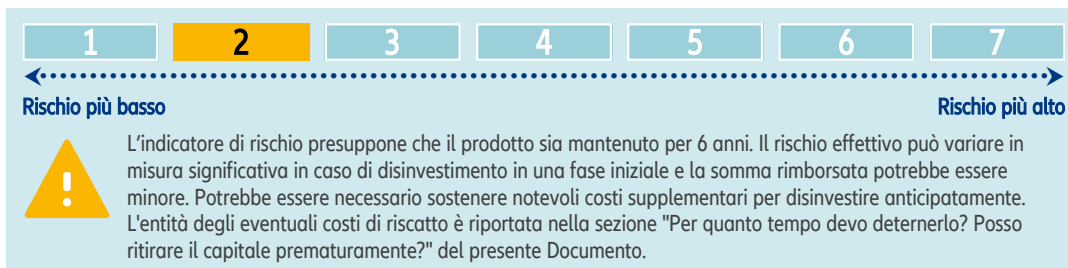 1 2 3 4 5 6 7
Rischio più basso Rischio più alto
L'indicatore di rischio presuppone che il prodotto sia mantenuto per 6 anni. Il rischio effettivo può variare in
misura significativa in caso di disinvestimento in una fase iniziale e la somma rimborsata potrebbe essere
minore. Potrebbe essere necessario sostenere notevoli costi supplementari per disinvestire anticipatamente.
L'entità degli eventuali costi di riscatto è riportata nella sezione "Per quanto tempo devo deternerlo? Posso
ritirare il capitale prematuramente?" del presente Documento.